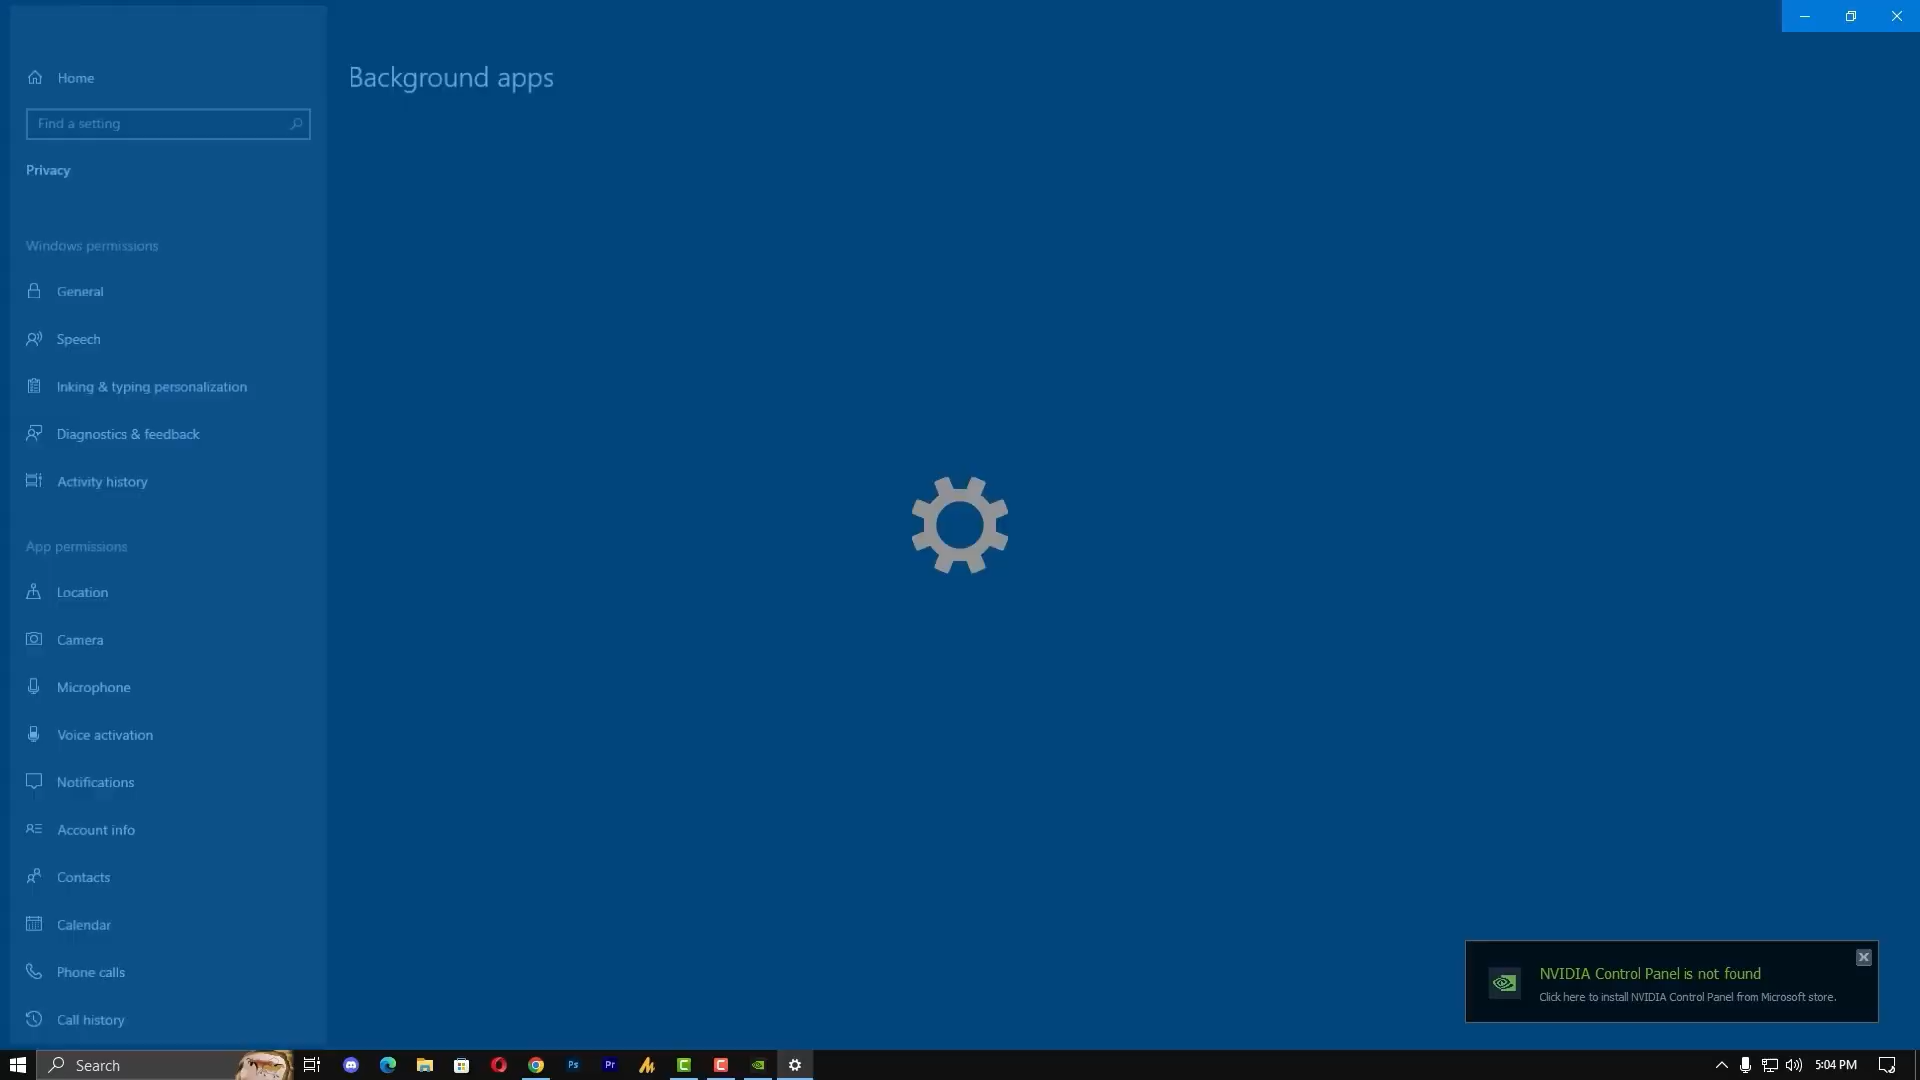 Home
Background apps
Find a setting
Privacy
Windows permissions
General
Speech
Inking & typing personalization
Diagnostics & feedback
Activity history
App permissions
Location
Camera
Microphone
Voice activation
Notifications
Account info
Contacts
Calendar
Phone calls
Call history
NVIDIA Control Panel is not found
Click here to install NVIDIA Control Panel from Microsoft store.
Search
Ps
Pr
5:04 PM